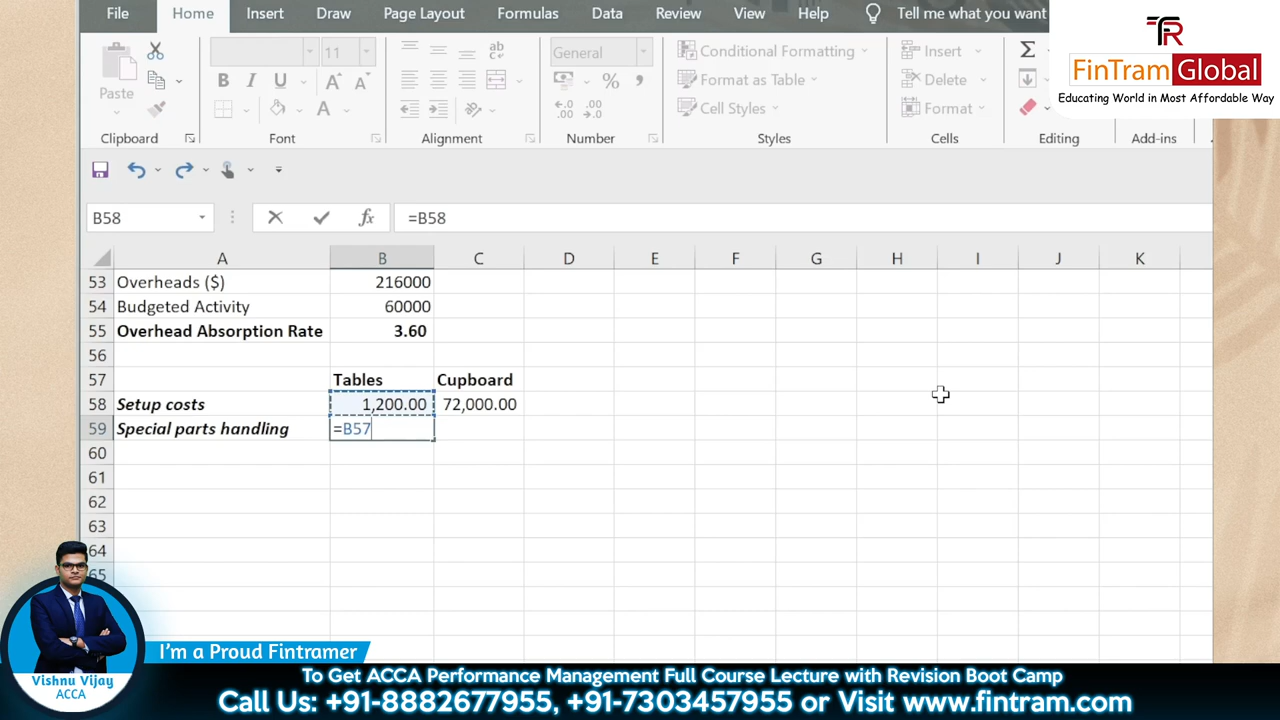 File Home Insert Draw Page Layout Formulas Data Review View Help Tell me what you want
TR
FinTram Global
Educating World in Most Affordable Way
Paste
11
B I U
ab
General
%
Conditional Formatting
Format as Table
Cell Styles
Insert
Delete
Format
Clipboard Font Alignment Number Styles Cells Editing Add-ins
B58 fx =B58
A B C D E F G H I J K
53 Overheads ($) 216000
54 Budgeted Activity 60000
55 Overhead Absorption Rate 3.60
56
57 Tables Cupboard
58 Setup costs 1,200.00 72,000.00
59 Special parts handling =B57
60
61
62
63
64
65
I'm a Proud Fintramer
Vishnu Vijay
ACCA
To Get ACCA Performance Management Full Course Lecture with Revision Boot Camp
Call Us: +91-8882677955, +91-7303457955 or Visit www.fintram.com